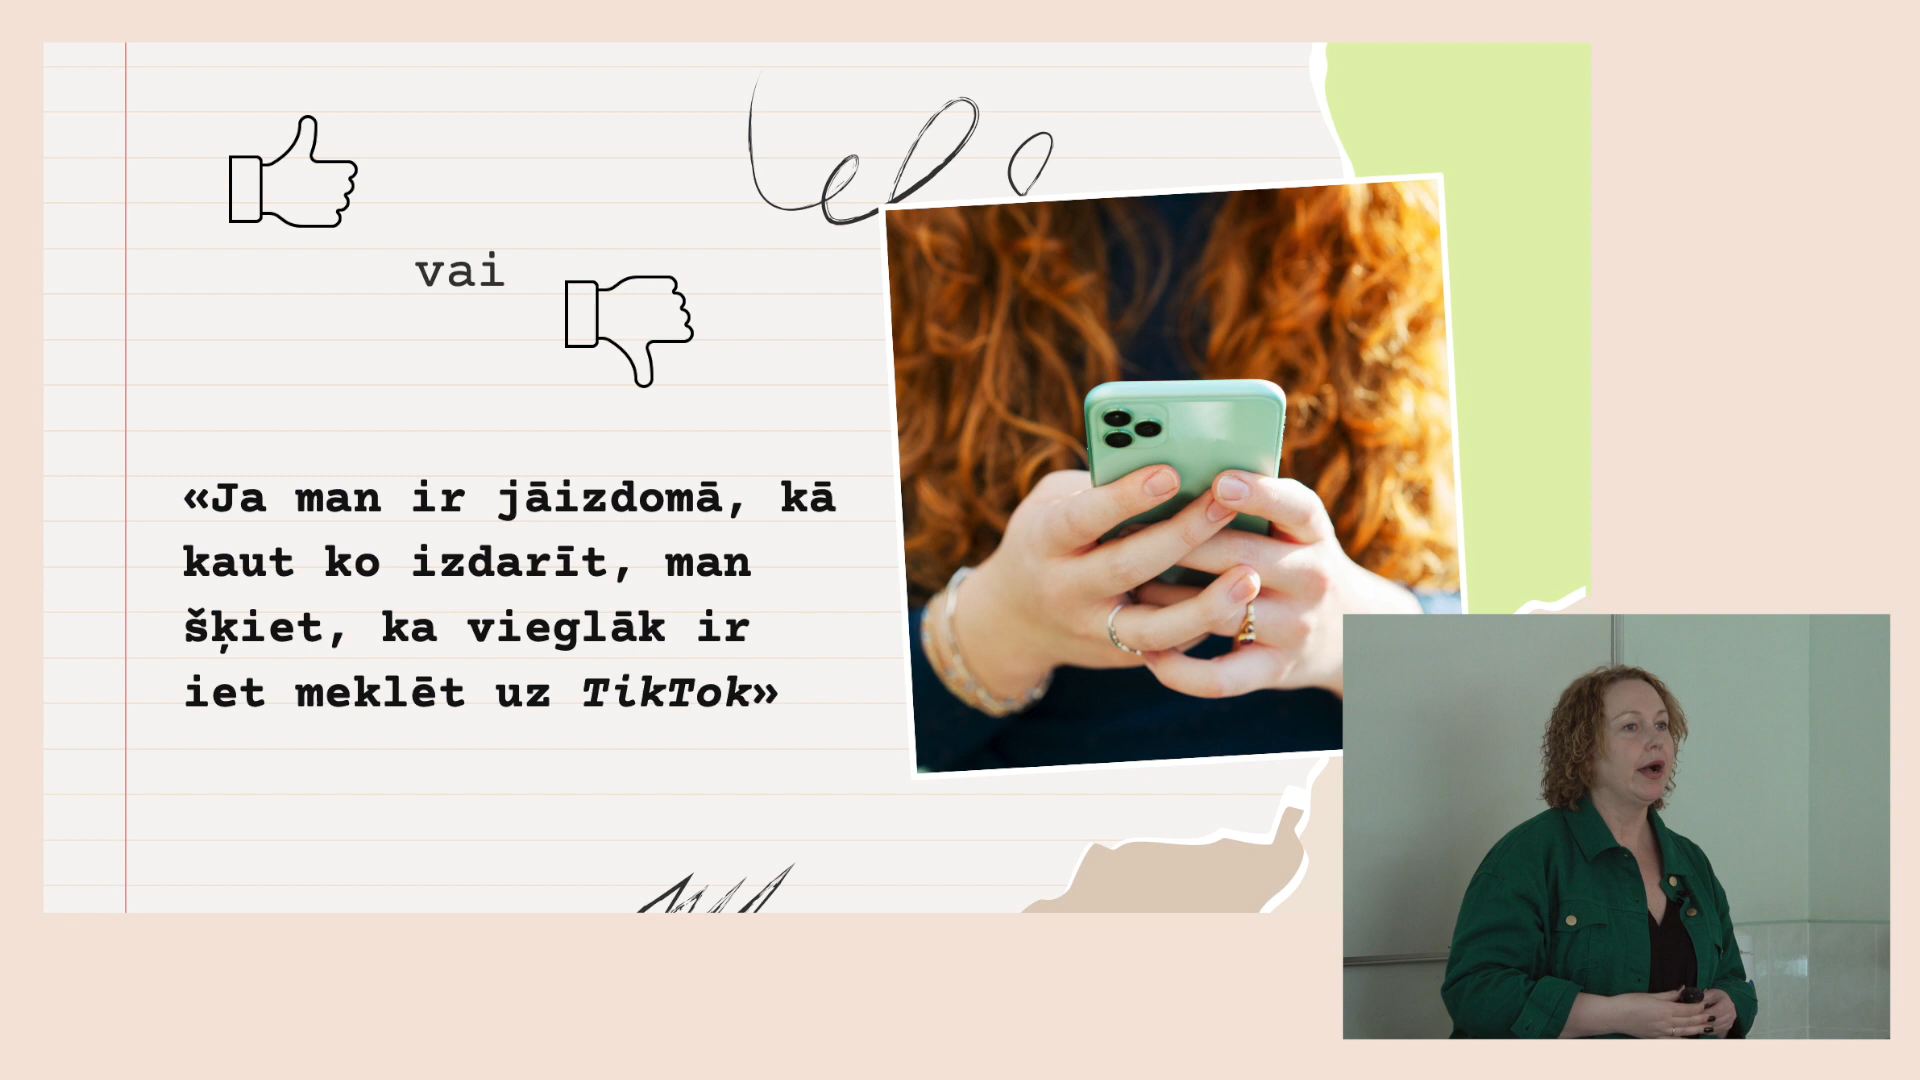 vai
«Ja man ir jāizdomā, kā
kaut ko izdarīt, man
šķiet, ka vieglāk ir
iet meklēt uz TikTok»